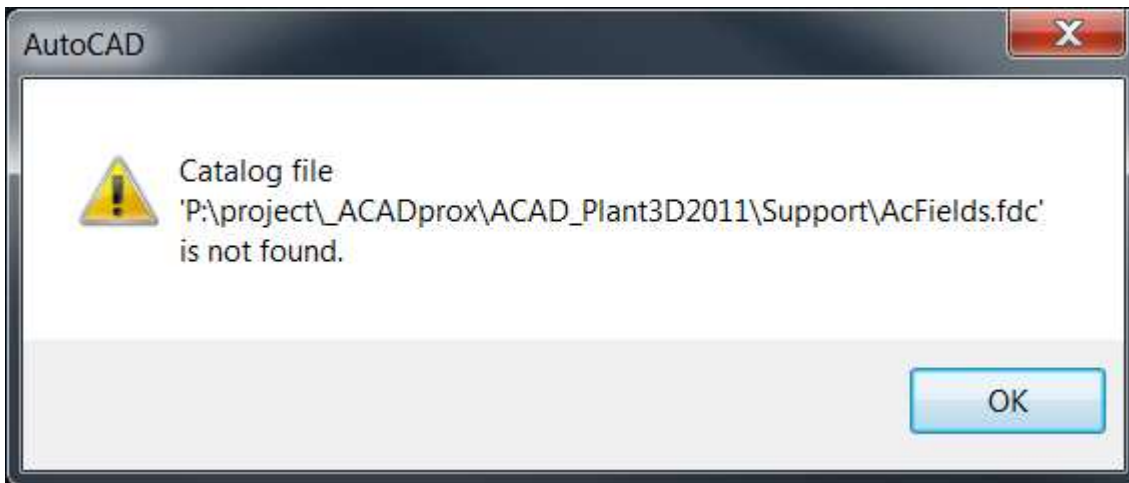 AutoCAD
Catalog file
'P:\project\_ACADprox\ACAD_Plant3D2011\Support\AcFields.fdc'
is not found.
OK